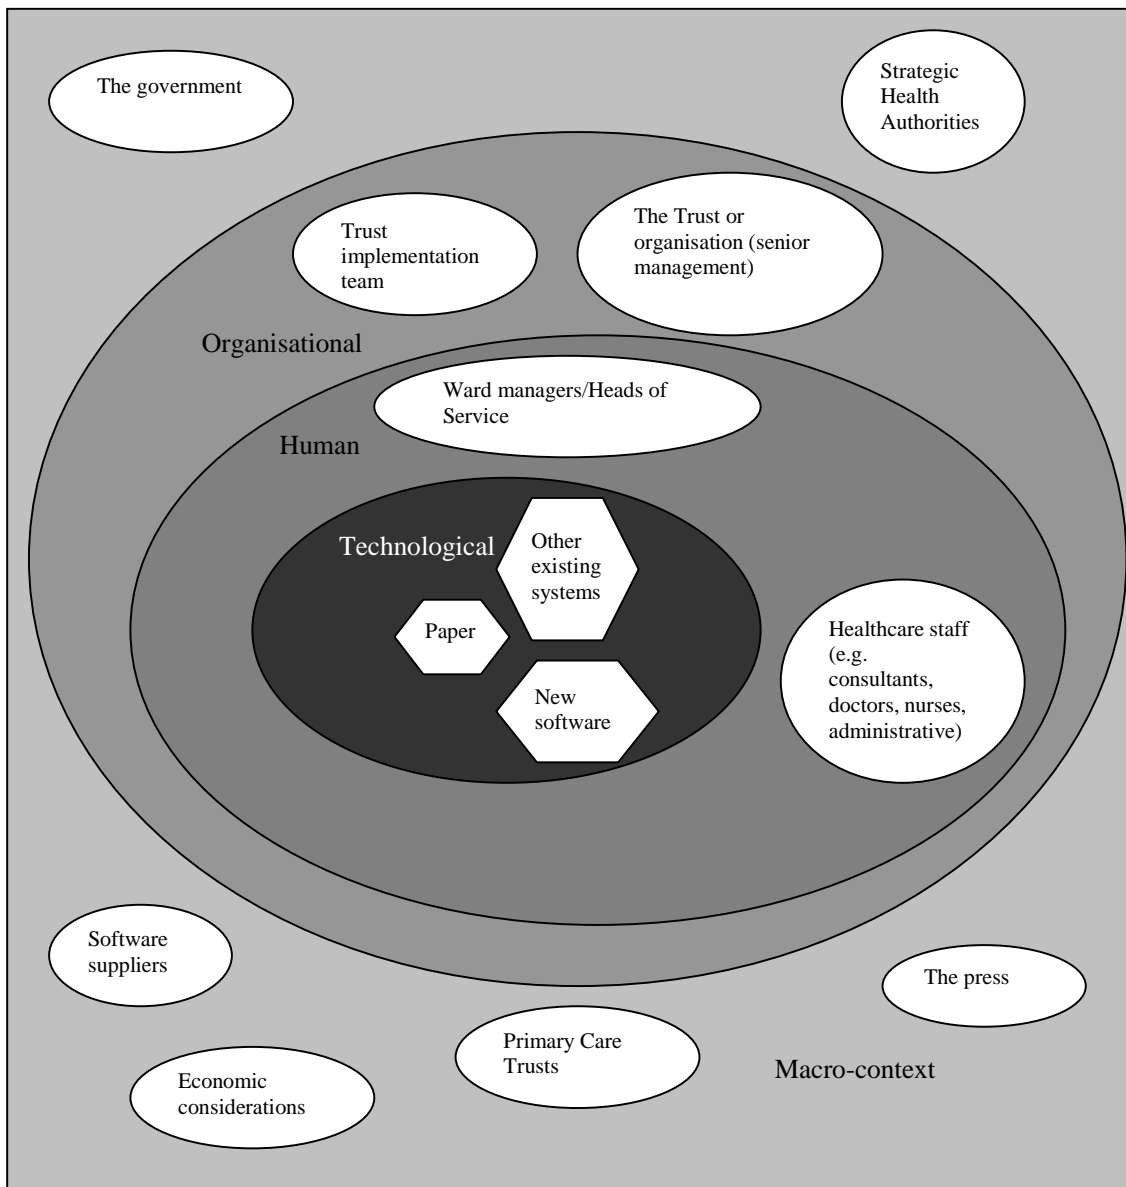 The government
Strategic
Health
Authorities
Trust
implementation
team
The Trust or
organisation (senior
management)
Organisational
Ward managers/Heads of
Service
Human
Technological
Other
existing
systems
Paper
New
software
Healthcare staff
(e.g.
consultants,
doctors, nurses,
administrative)
Software
suppliers
The press
Primary Care
Trusts
Economic
considerations
Macro-context